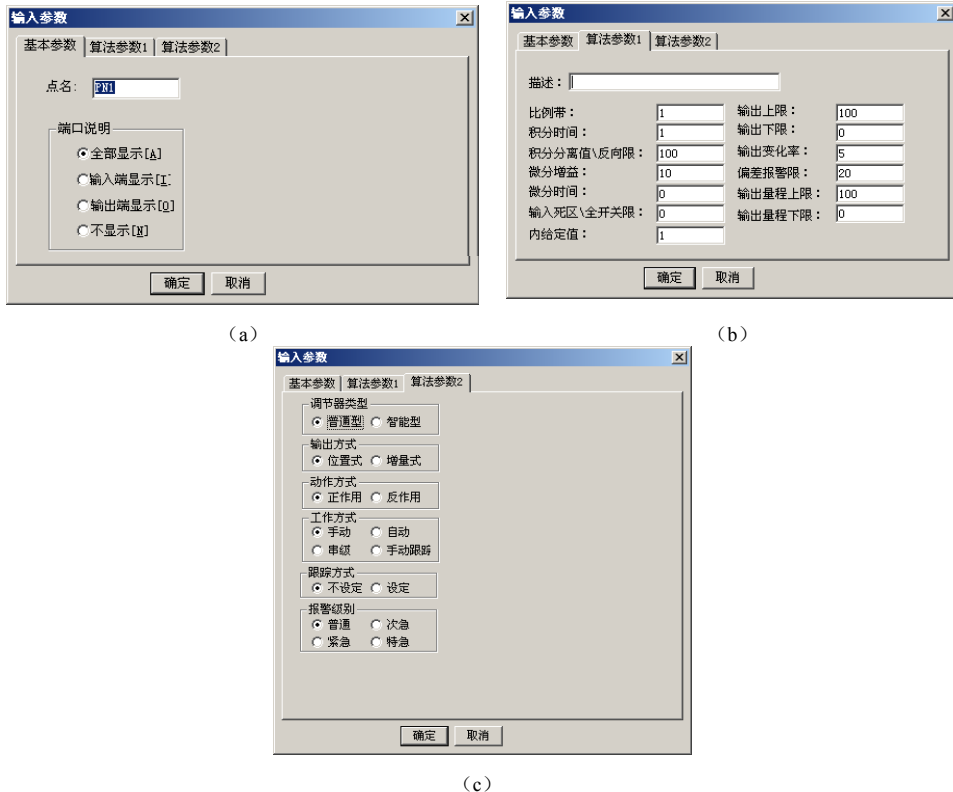 输入参数
基本参数 算法参数1 算法参数2
点名: PN1
端口说明
全部显示[A]
输入端显示[I]
输出端显示[O]
不显示[N]
确定 取消
(a)
输入参数
基本参数 算法参数1 算法参数2
描述：
比例带： 1 输出上限： 100
积分时间： 1 输出下限： 0
积分分离值\反向限： 100 输出变化率： 5
微分增益： 10 偏差报警限： 20
微分时间： 0 输出量程上限： 100
输入死区\全开关限： 0 输出量程下限： 0
内给定值： 1
确定 取消
(b)
输入参数
基本参数 算法参数1 算法参数2
调节器类型
普通型 智能型
输出方式
位置式 增量式
动作方式
正作用 反作用
工作方式
手动 自动
串级 手动跟踪
跟踪方式
不设定 设定
报警级别
普通 次急
紧急 特急
确定 取消
(c)